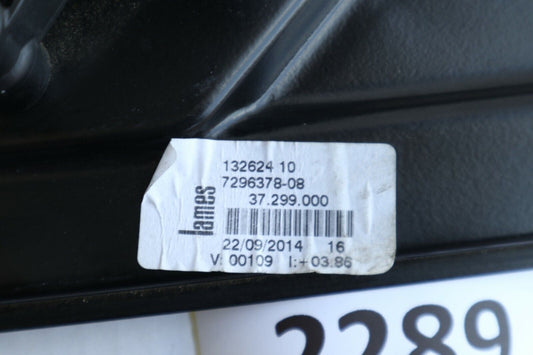 lames
132624 10
7296378-08
37.299.000
22/09/2014 16
V: 00109 I:+03.86
2289